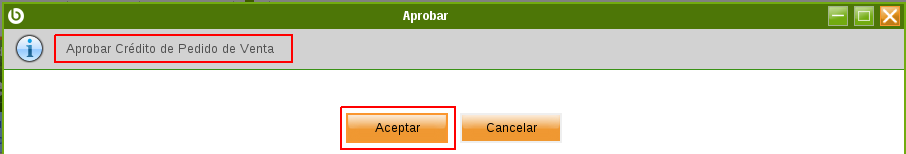 Aprobar
Aprobar Crédito de Pedido de Venta
Aceptar
Cancelar